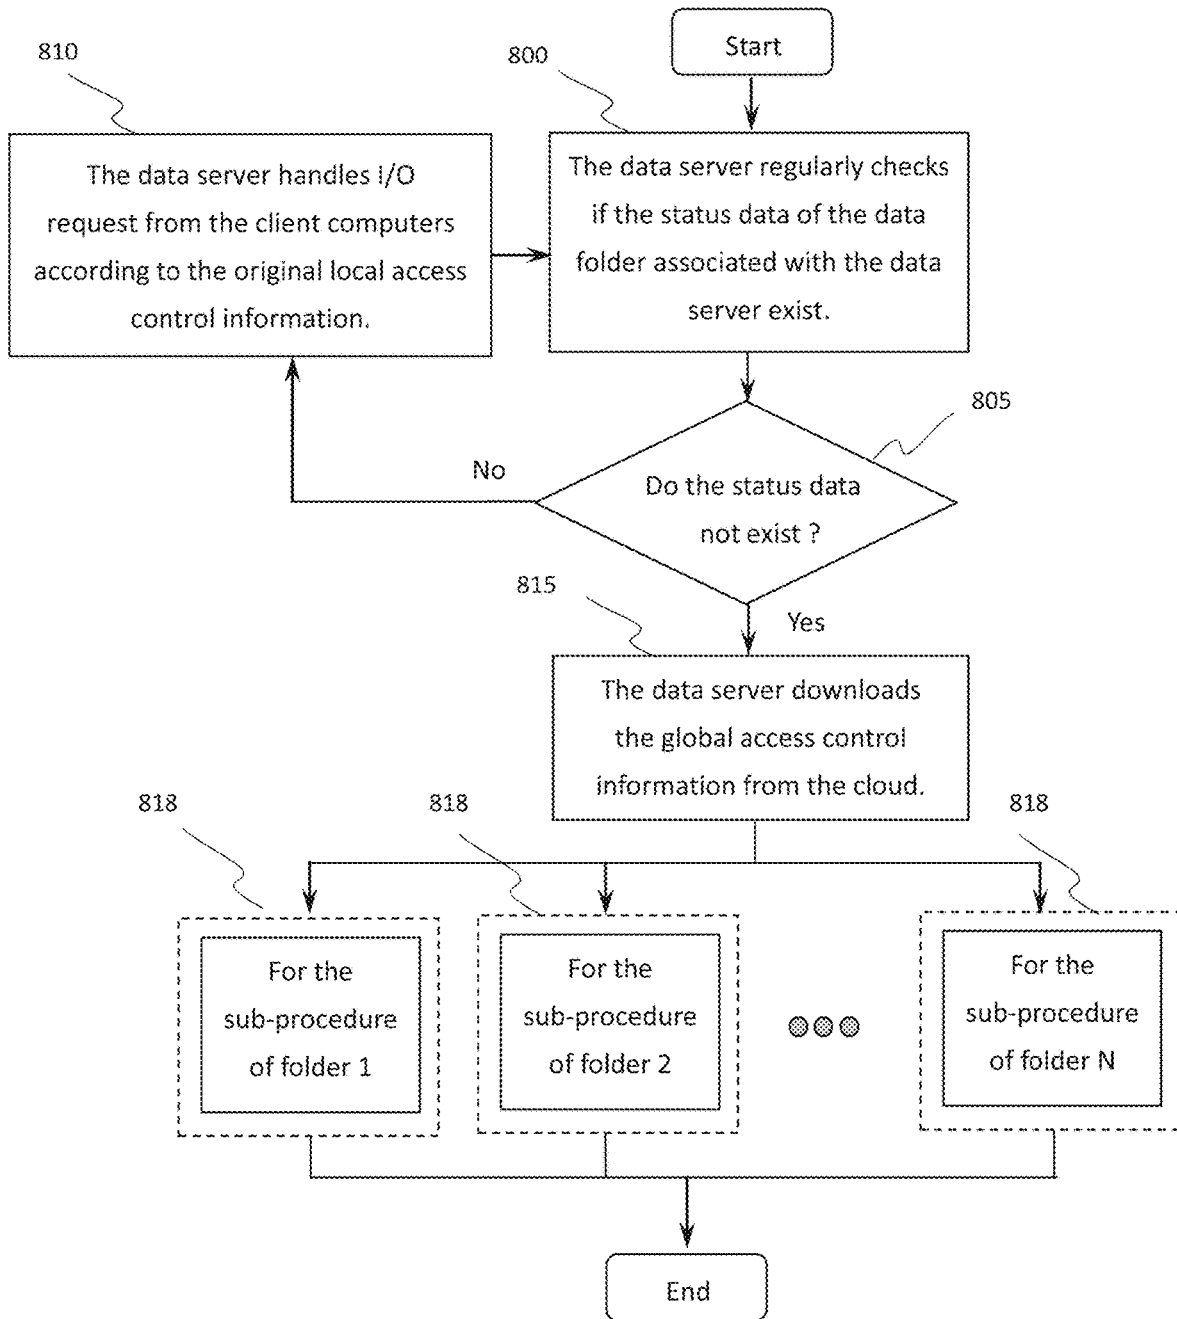 Start
810
800
The data server handles I/O
request from the client computers
according to the original local access
control information.
The data server regularly checks
if the status data of the data
folder associated with the data
server exist.
805
No
Do the status data
not exist ?
815
Yes
The data server downloads
the global access control
information from the cloud.
818
818
818
For the
sub-procedure
of folder 1
For the
sub-procedure
of folder 2
For the
sub-procedure
of folder N
End